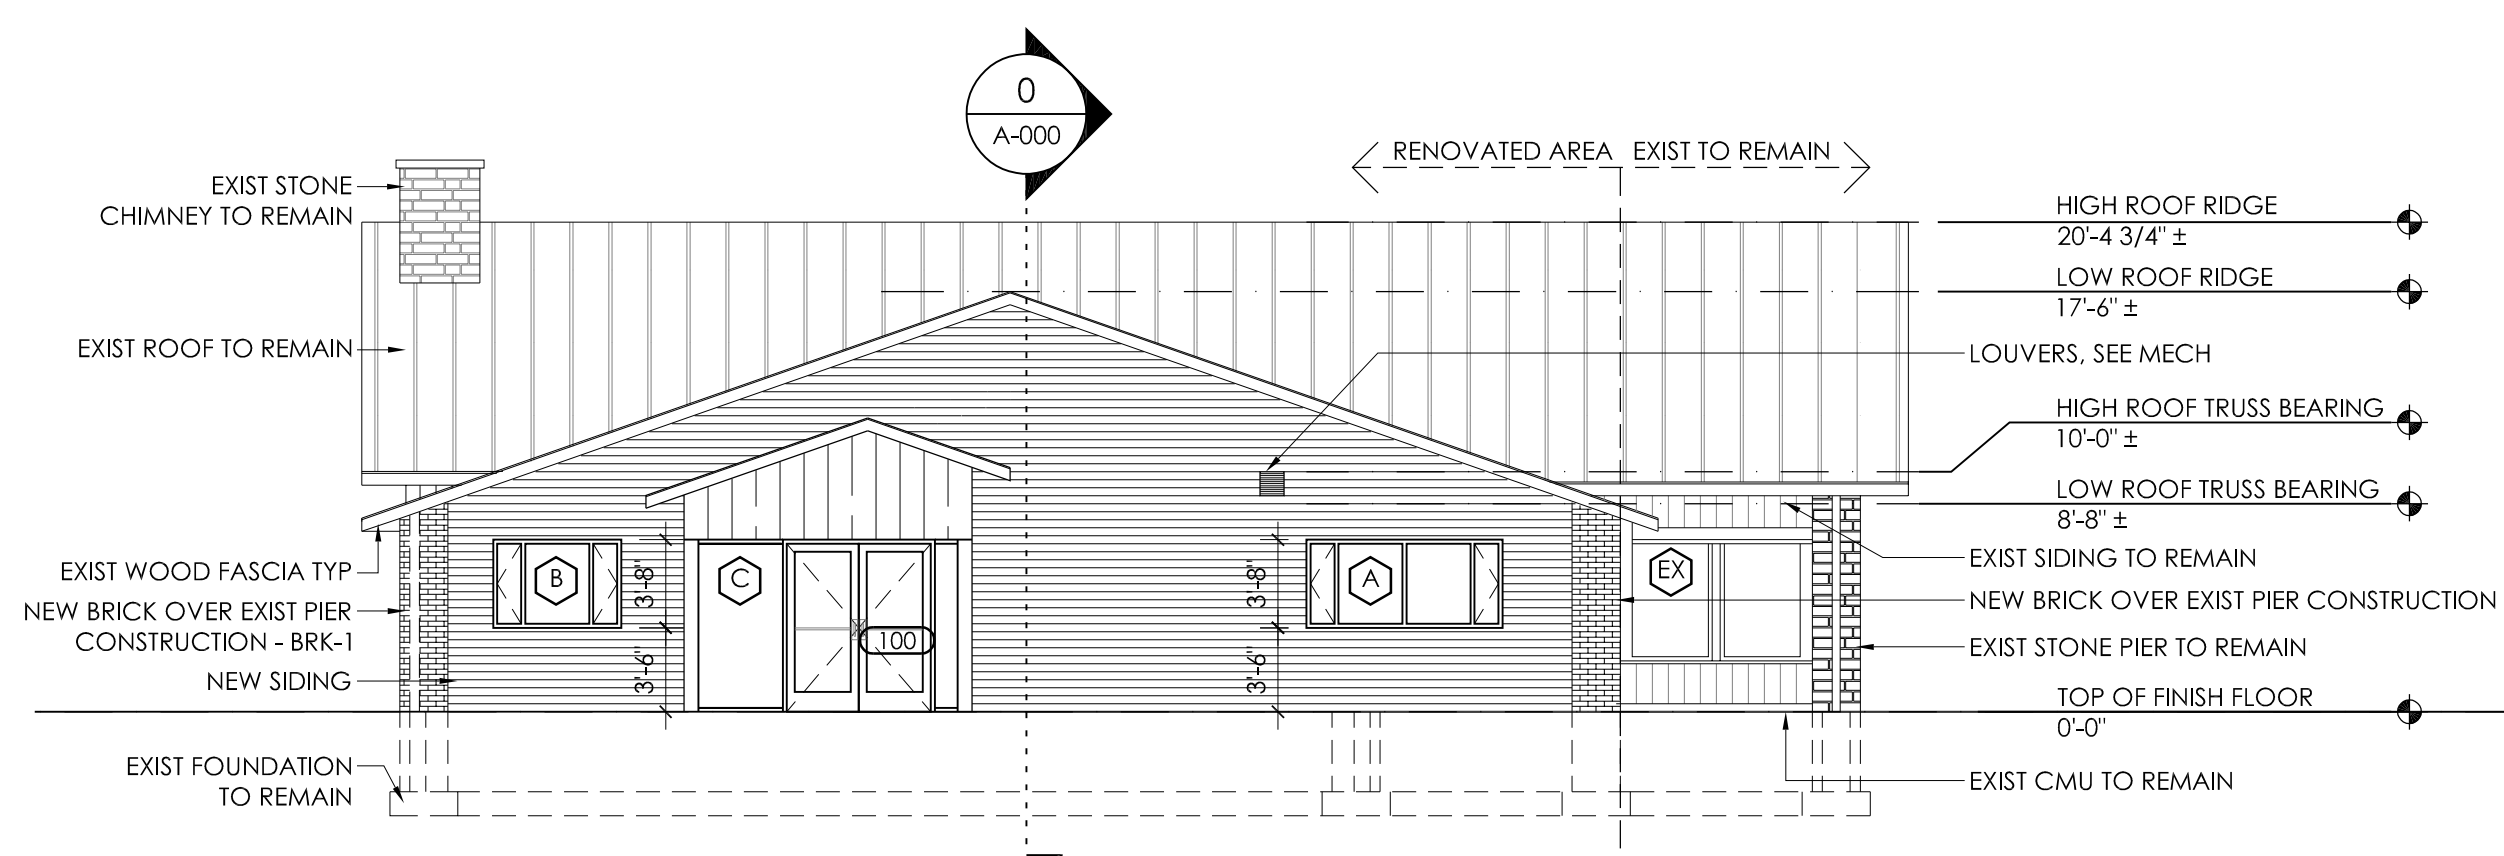 0
A-000
RENOVATED AREA
EXIST TO REMAIN
EXIST STONE
CHIMNEY TO REMAIN
EXIST ROOF TO REMAIN
EXIST WOOD FASCIA TYP
NEW BRICK OVER EXIST PIER
CONSTRUCTION - BRK-1
NEW SIDING
EXIST FOUNDATION
TO REMAIN
B
3'-8"
3'-6"
C
100
3'-8"
3'-6"
A
EX
HIGH ROOF RIDGE
20'-4 3/4" ±
LOW ROOF RIDGE
17'-6" ±
LOUVERS, SEE MECH
HIGH ROOF TRUSS BEARING
10'-0" ±
LOW ROOF TRUSS BEARING
8'-8" ±
EXIST SIDING TO REMAIN
NEW BRICK OVER EXIST PIER CONSTRUCTION
EXIST STONE PIER TO REMAIN
TOP OF FINISH FLOOR
0'-0"
EXIST CMU TO REMAIN